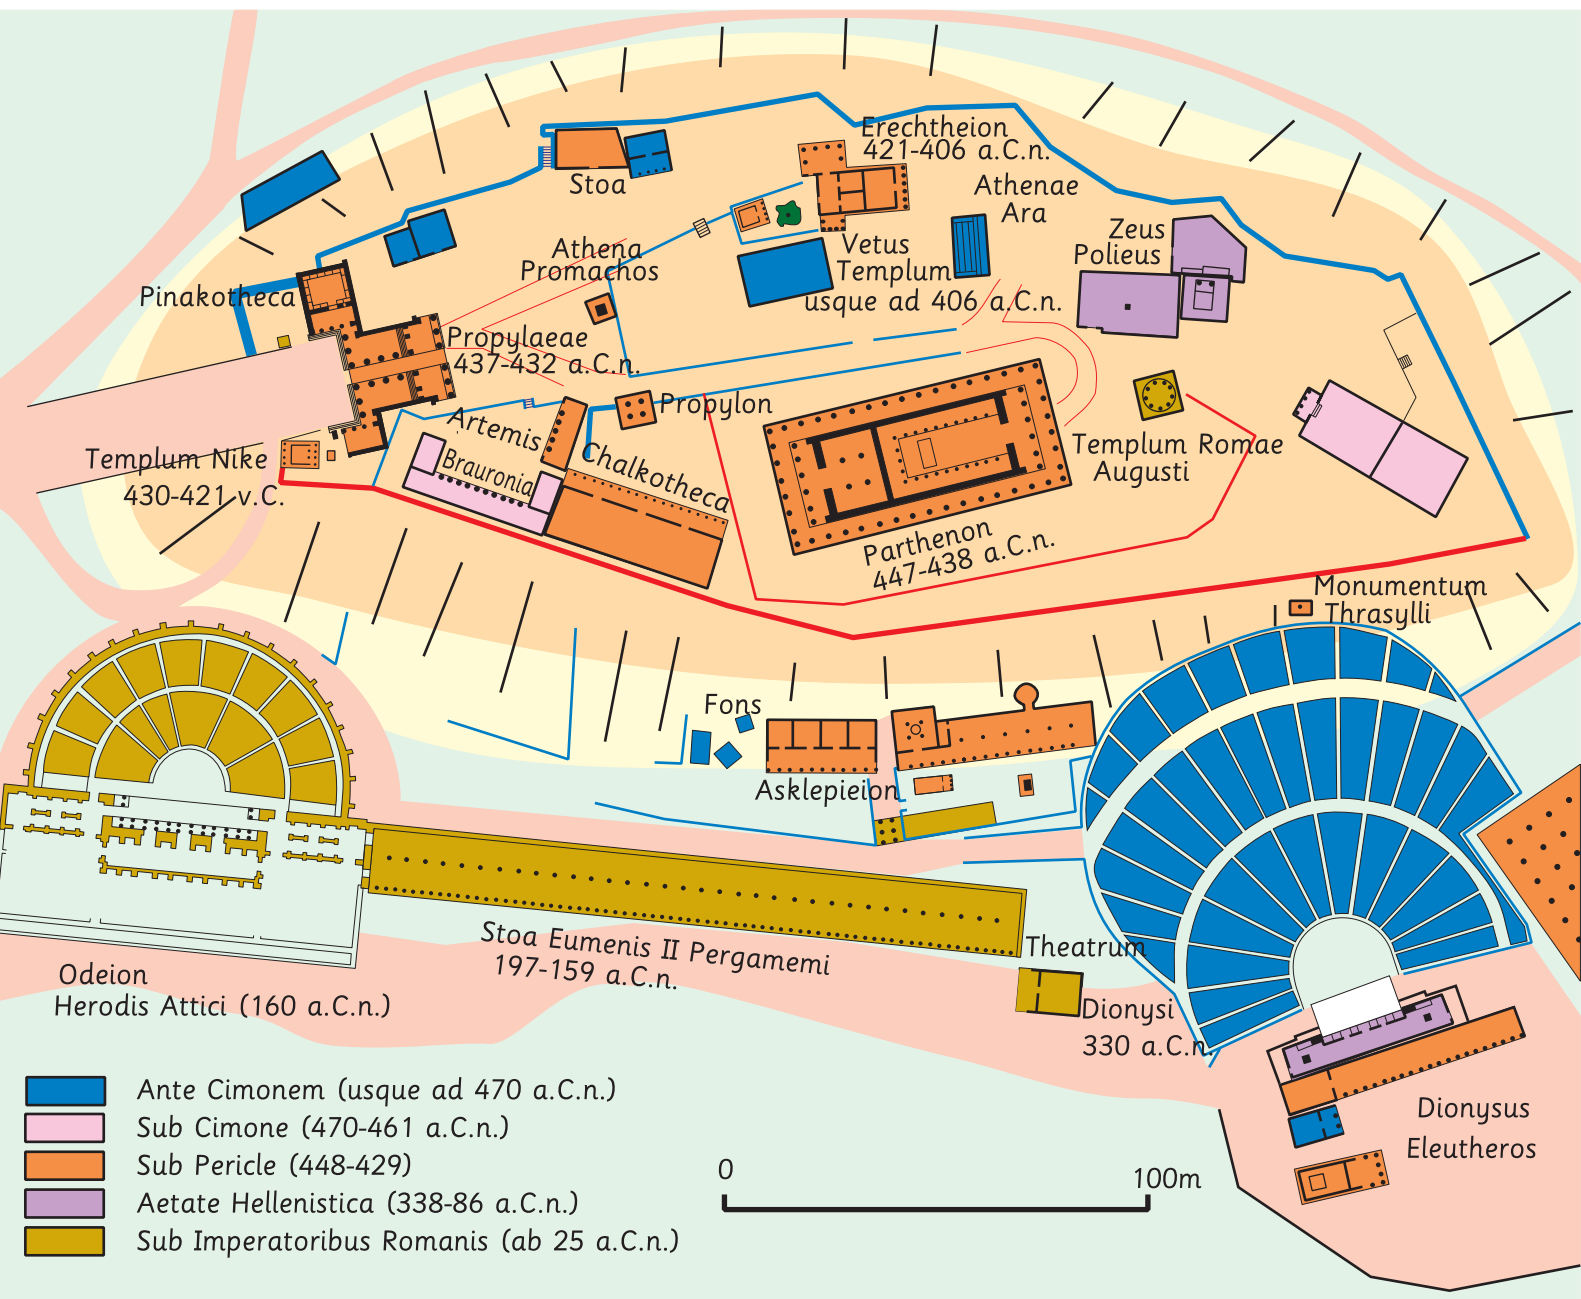 Erechtheion
421-406 a.C.n.
Stoa
Athenae
Ara
Zeus
Polieus
Athena
Promachos
Vetus
Templum
usque ad 406 a.C.n.
Pinakotheca
Propylaeae
437-432 a.C.n.
Propylon
Artemis
Brauronia
Chalkotheca
Templum Nike
430-421 v.C.
Templum Romae
Augusti
Parthenon
447-438 a.C.n.
Monumentum
Thrasylli
Fons
Asklepieion
Stoa Eumenis II Pergamemi
197-159 a.C.n.
Theatrum
Dionysi
330 a.C.n.
Odeion
Herodis Attici (160 a.C.n.)
Dionysus
Eleutheros
Ante Cimonem (usque ad 470 a.C.n.)
Sub Cimone (470-461 a.C.n.)
Sub Pericle (448-429)
Aetate Hellenistica (338-86 a.C.n.)
Sub Imperatoribus Romanis (ab 25 a.C.n.)
0
100m